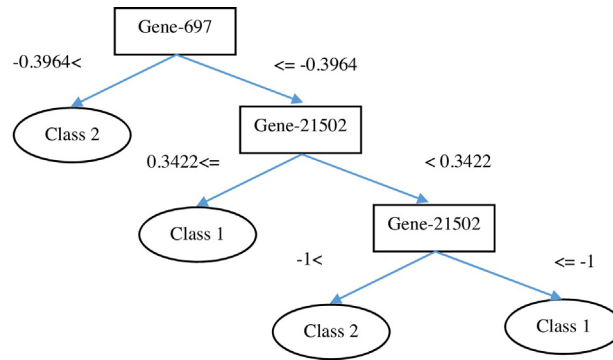 Gene-697
-0.3964<
<= -0.3964
Class 2
Gene-21502
0.3422<=
< 0.3422
Class 1
Gene-21502
-1<
<= -1
Class 2
Class 1